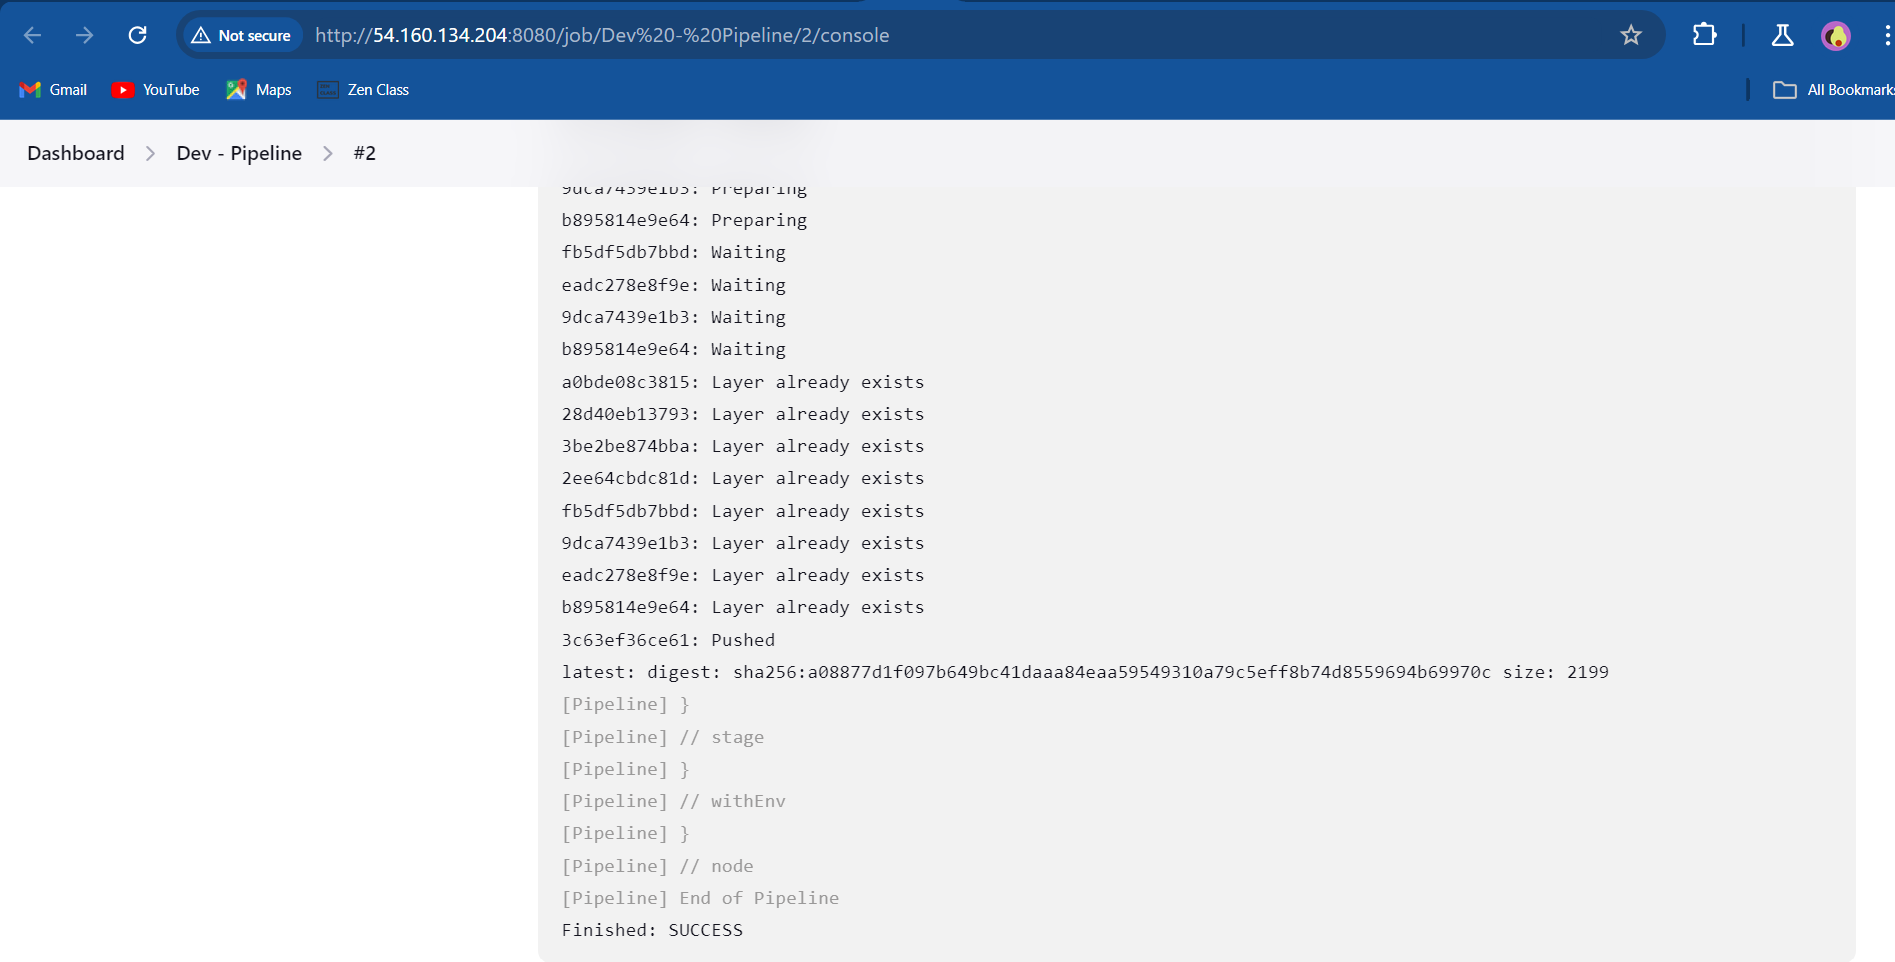 Not secure http://54.160.134.204:8080/job/Dev%20-%20Pipeline/2/console
Gmail YouTube Maps Zen Class All Bookmarks
Dashboard > Dev - Pipeline > #2
9dca7439e1b3: Preparing
b895814e9e64: Preparing
fb5df5db7bbd: Waiting
eadc278e8f9e: Waiting
9dca7439e1b3: Waiting
b895814e9e64: Waiting
a0bde08c3815: Layer already exists
28d40eb13793: Layer already exists
3be2be874bba: Layer already exists
2ee64cbdc81d: Layer already exists
fb5df5db7bbd: Layer already exists
9dca7439e1b3: Layer already exists
eadc278e8f9e: Layer already exists
b895814e9e64: Layer already exists
3c63ef36ce61: Pushed
latest: digest: sha256:a08877d1f097b649bc41daaa84eaa59549310a79c5eff8b74d8559694b69970c size: 2199
[Pipeline] }
[Pipeline] // stage
[Pipeline] }
[Pipeline] // withEnv
[Pipeline] }
[Pipeline] // node
[Pipeline] End of Pipeline
Finished: SUCCESS